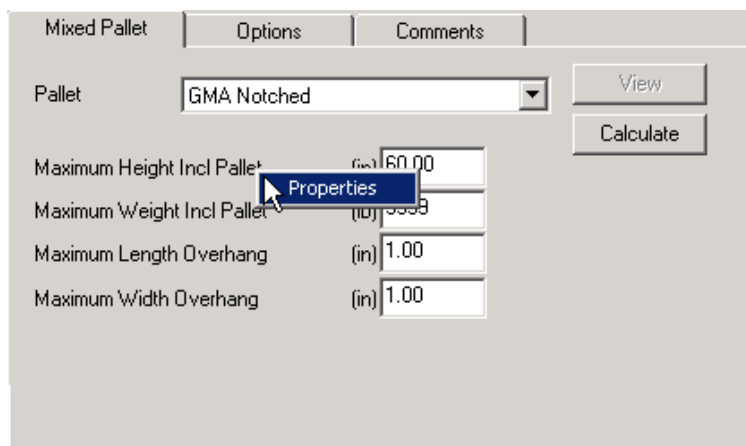 Mixed Pallet Options Comments
Pallet GMA Notched View
Calculate
Maximum Height Incl Pallet (in) 60.00
Properties
Maximum Weight Incl Pallet (lb)
Maximum Length Overhang (in) 1.00
Maximum Width Overhang (in) 1.00